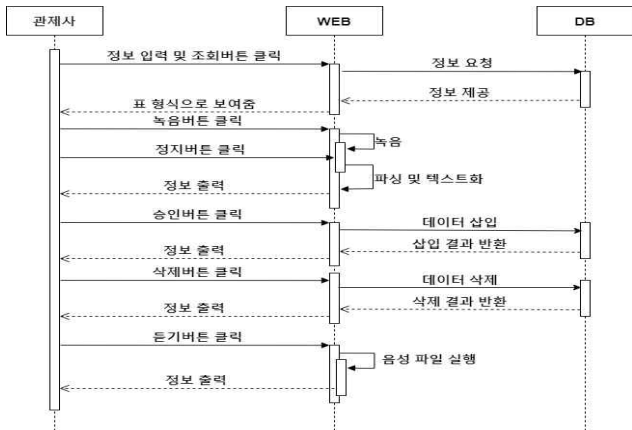 관제사
WEB
DB
정보 입력 및 조회버튼 클릭
정보 요청
정보 제공
표 형식으로 보여줌
녹음버튼 클릭
녹음
정지버튼 클릭
파싱 및 텍스트화
정보 출력
승인버튼 클릭
데이터 삽입
삽입 결과 반환
정보 출력
삭제버튼 클릭
데이터 삭제
삭제 결과 반환
정보 출력
듣기버튼 클릭
음성 파일 실행
정보 출력